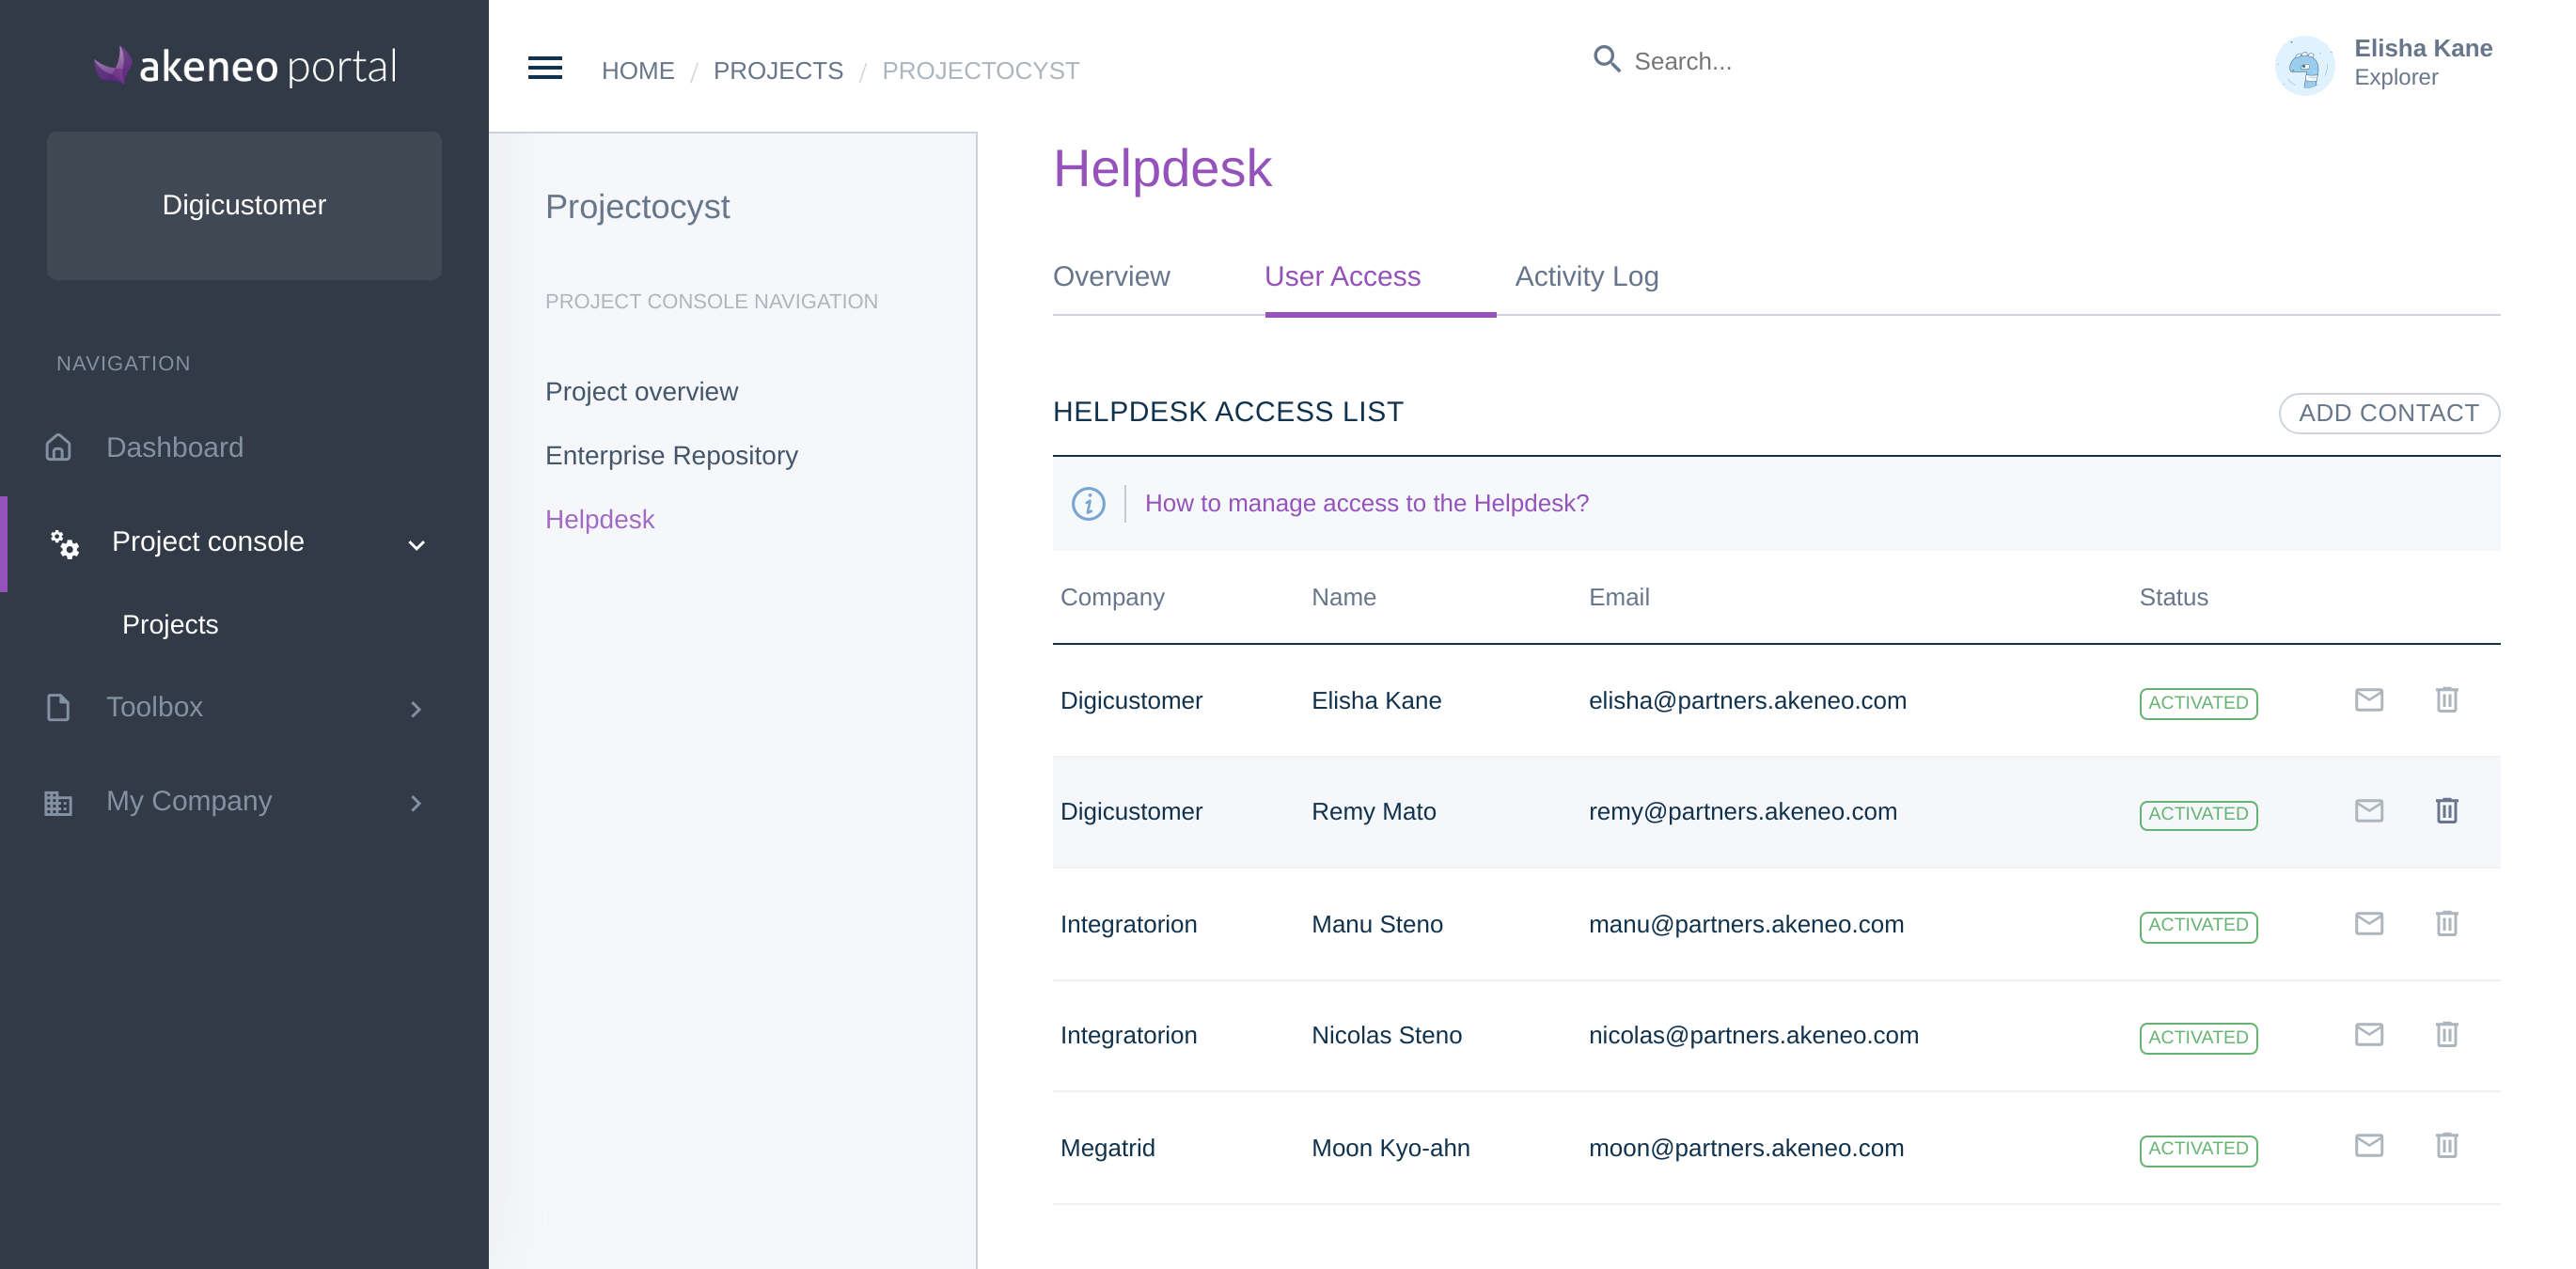 akeneo portal
Digicustomer
NAVIGATION
Dashboard
Project console
Projects
Toolbox
My Company
HOME / PROJECTS / PROJECTOCYST
Search...
Elisha Kane
Explorer
Projectocyst
PROJECT CONSOLE NAVIGATION
Project overview
Enterprise Repository
Helpdesk
Helpdesk
Overview User Access Activity Log
HELPDESK ACCESS LIST ADD CONTACT
How to manage access to the Helpdesk?
Company Name Email Status
Digicustomer Elisha Kane elisha@partners.akeneo.com ACTIVATED
Digicustomer Remy Mato remy@partners.akeneo.com ACTIVATED
Integratorion Manu Steno manu@partners.akeneo.com ACTIVATED
Integratorion Nicolas Steno nicolas@partners.akeneo.com ACTIVATED
Megatrid Moon Kyo-ahn moon@partners.akeneo.com ACTIVATED